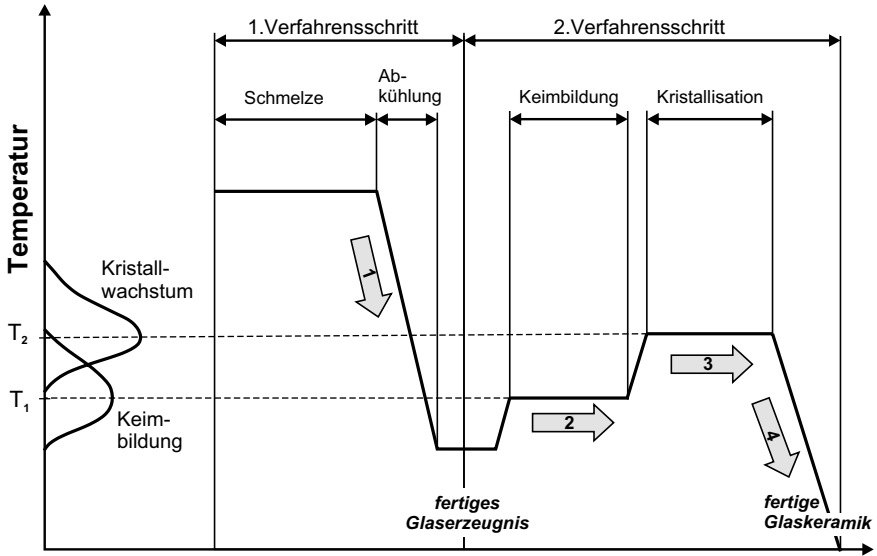 1.Verfahrensschritt
2.Verfahrensschritt
Ab-
kühlung
Schmelze
Keimbildung
Kristallisation
Temperatur
Kristall-
wachstum
T2
T1
Keim-
bildung
1
2
3
4
fertiges
Glaserzeugnis
fertige
Glaskeramik